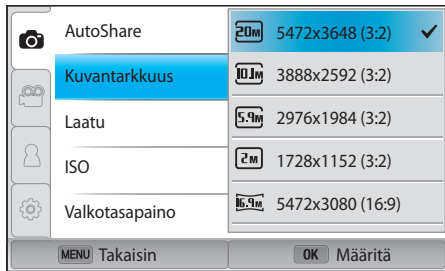 AutoShare
Kuvantarkkuus
Laatu
ISO
Valkotasapaino
20M 5472x3648 (3:2)
10.1M 3888x2592 (3:2)
5.9M 2976x1984 (3:2)
2M 1728x1152 (3:2)
16.9M 5472x3080 (16:9)
MENU Takaisin
OK Määritä